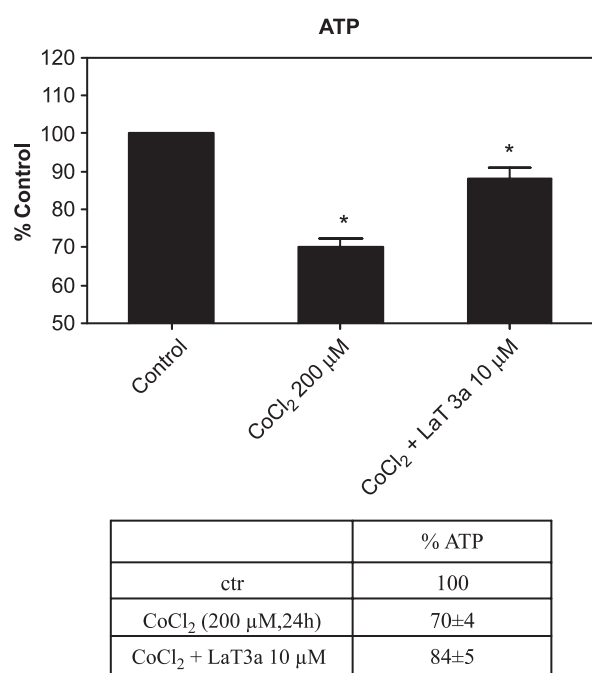 ATP
% Control
120
110
100
90
80
70
60
50
*
*
Control
CoCl₂ 200 µM
CoCl₂ + LaT 3a 10 µM
% ATP
ctr 100
CoCl₂ (200 µM,24h) 70±4
CoCl₂ + LaT3a 10 µM 84±5